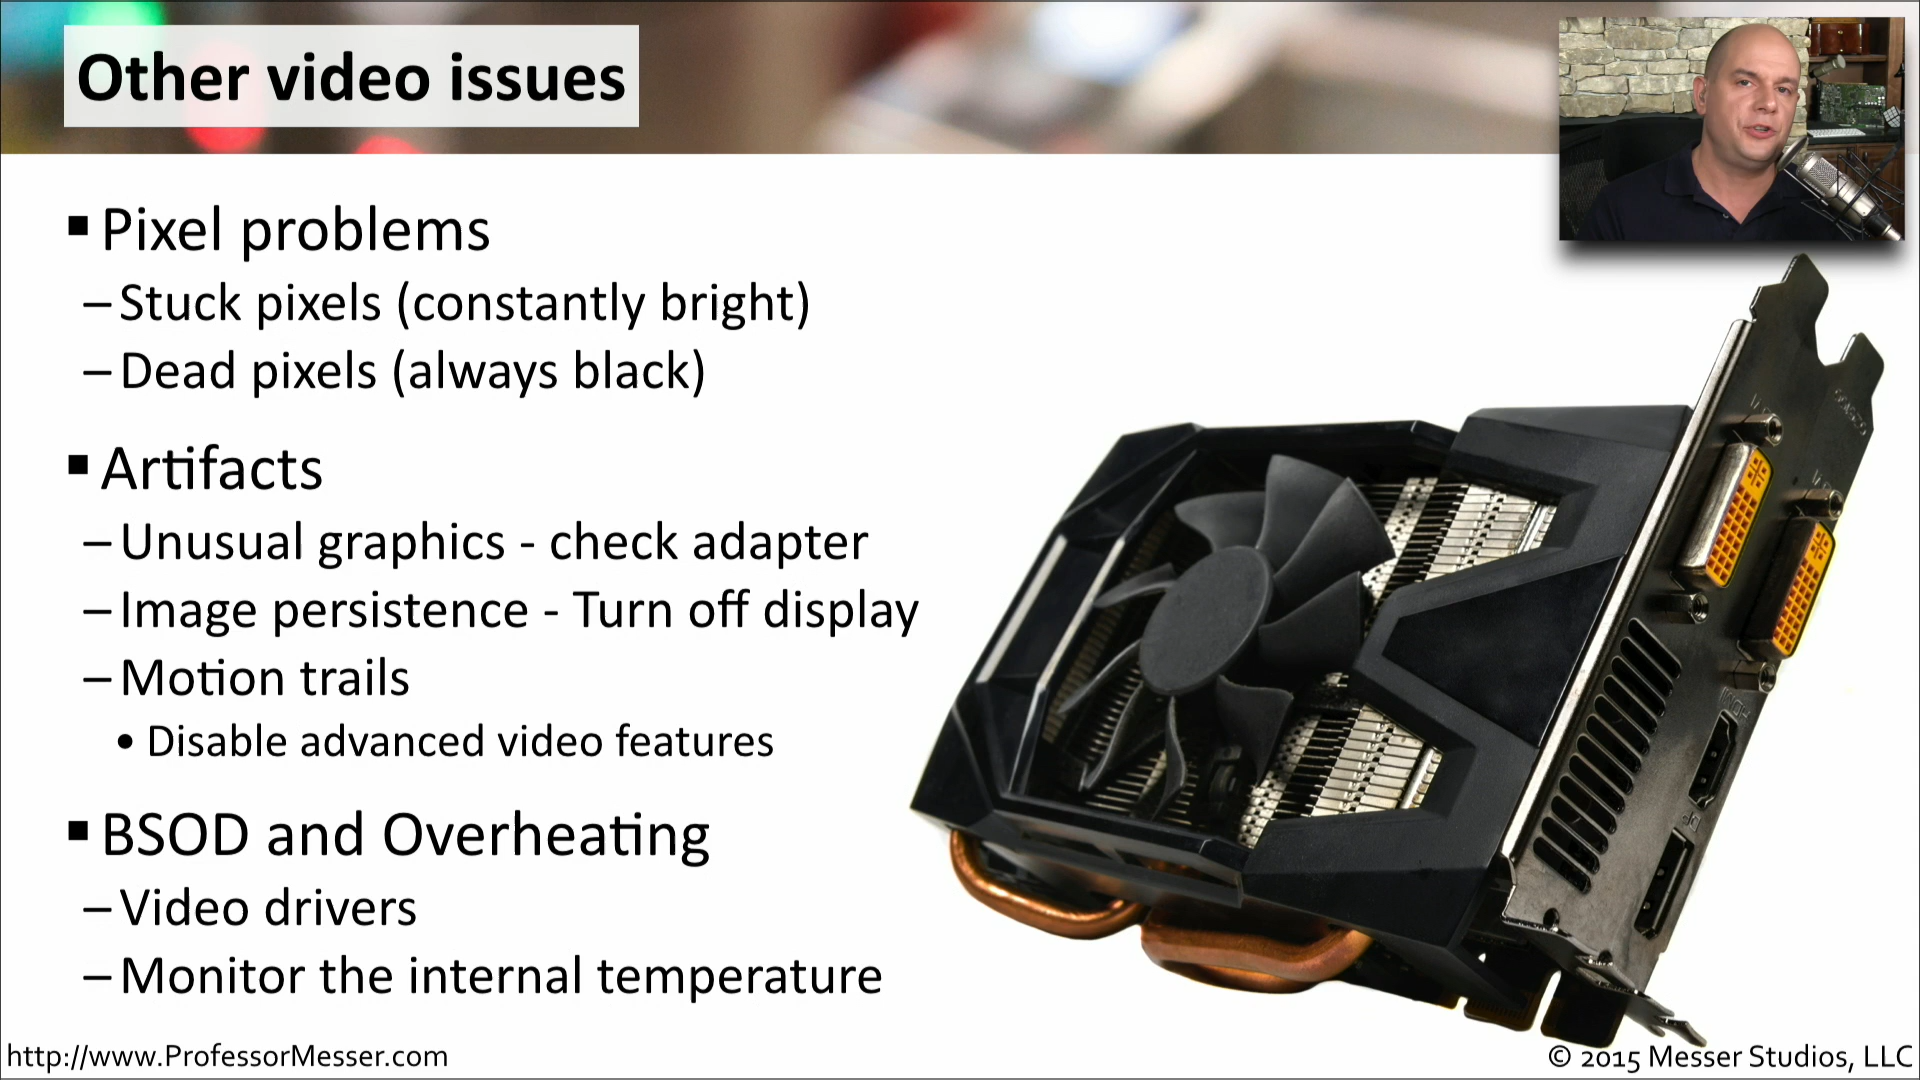 Other video issues
▪ Pixel problems
– Stuck pixels (constantly bright)
– Dead pixels (always black)
▪ Artifacts
– Unusual graphics - check adapter
– Image persistence - Turn off display
– Motion trails
• Disable advanced video features
▪ BSOD and Overheating
– Video drivers
– Monitor the internal temperature
HDMI
DP
http://www.ProfessorMesser.com
© 2015 Messer Studios, LLC